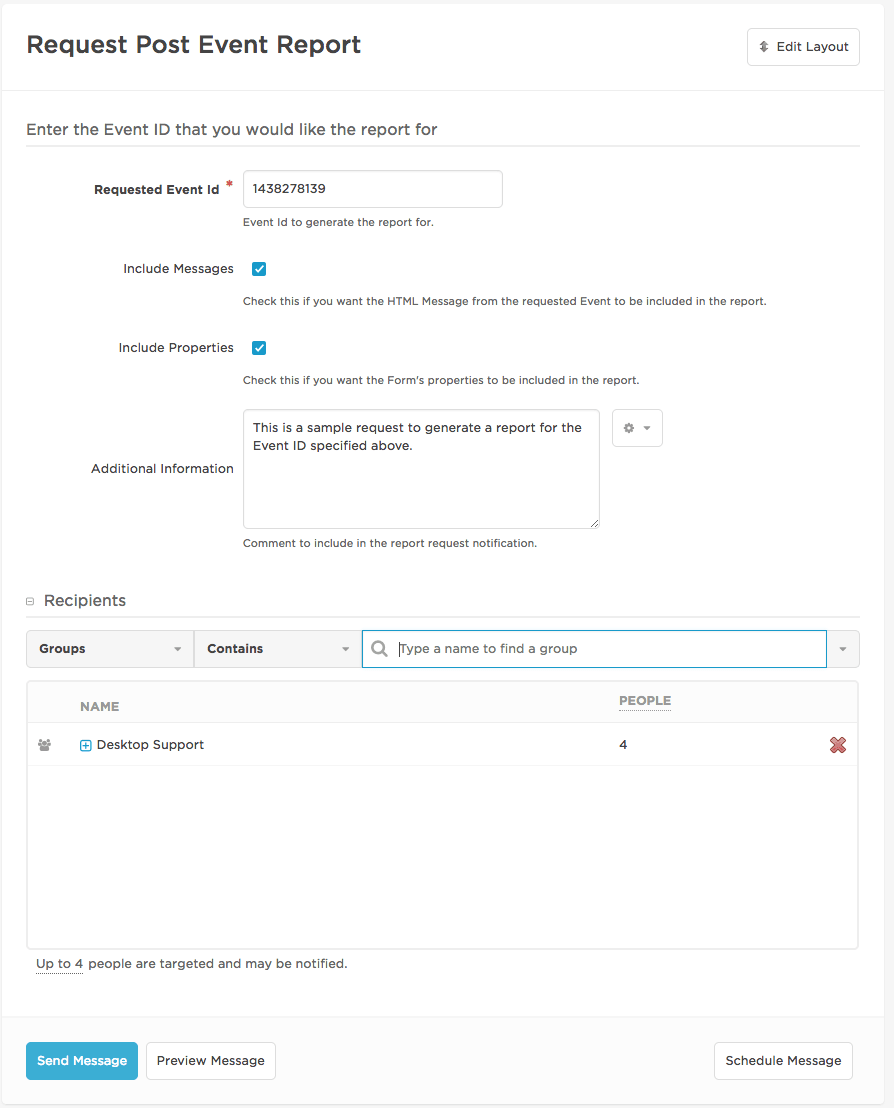 Request Post Event Report
Edit Layout
Enter the Event ID that you would like the report for
Requested Event Id *
1438278139
Event Id to generate the report for.
Include Messages
Check this if you want the HTML Message from the requested Event to be included in the report.
Include Properties
Check this if you want the Form's properties to be included in the report.
Additional Information
This is a sample request to generate a report for the
Event ID specified above.
Comment to include in the report request notification.
Recipients
Groups
Contains
Type a name to find a group
NAME
PEOPLE
Desktop Support
4
Up to 4 people are targeted and may be notified.
Send Message
Preview Message
Schedule Message